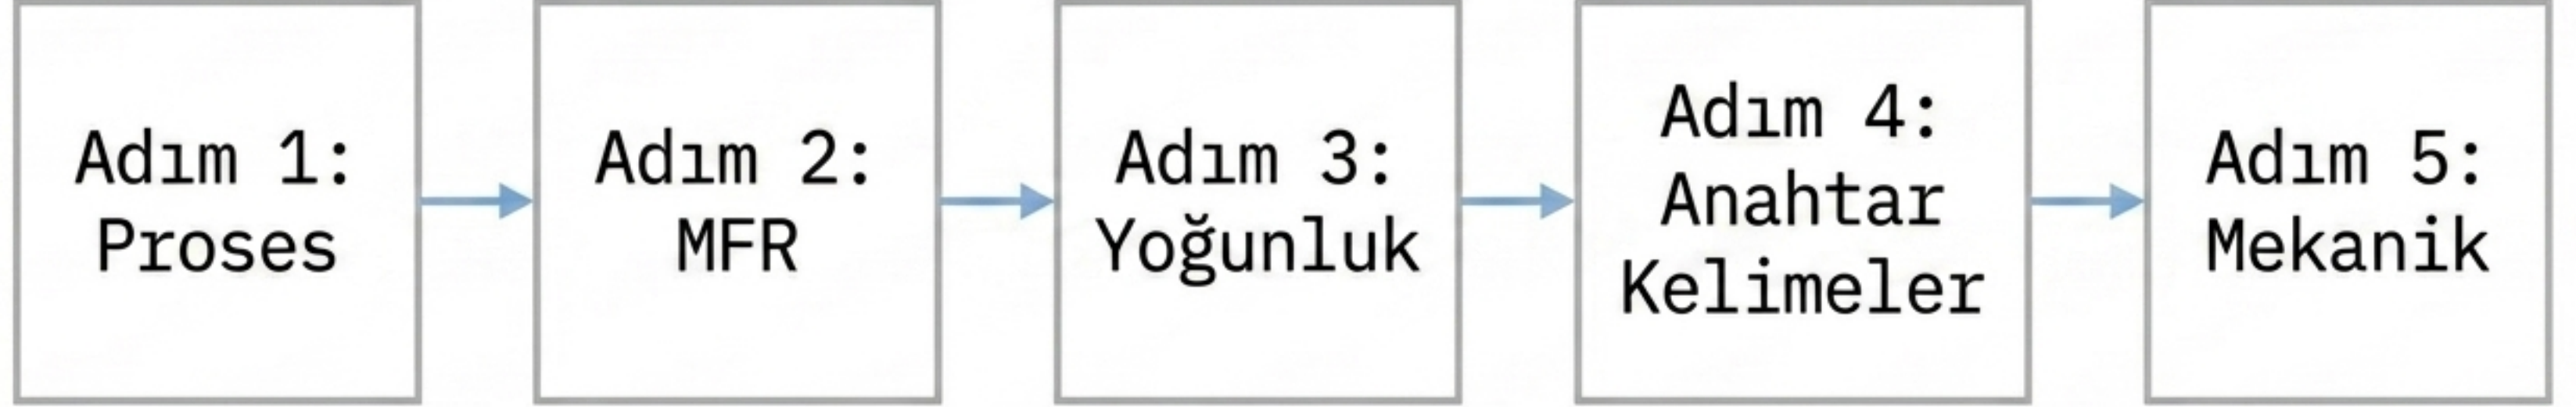 Adım 1:
Proses
Adım 2:
MFR
Adım 3:
Yoğunluk
Adım 4:
Anahtar
Kelimeler
Adım 5:
Mekanik